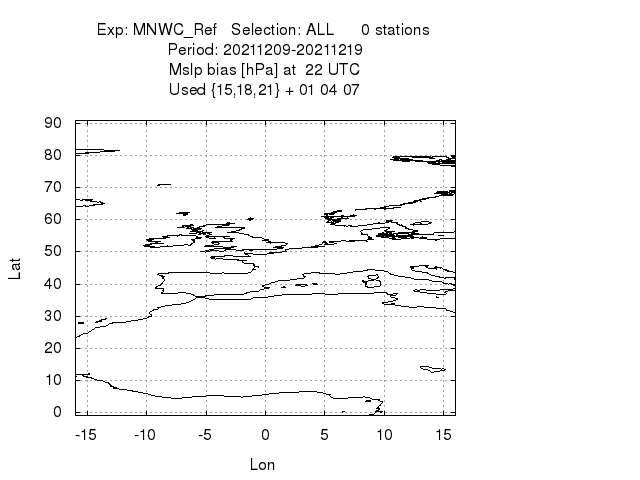 Exp: MNWC_Ref   Selection: ALL      0 stations
Period: 20211209-20211219
Mslp bias [hPa] at  22 UTC
Used {15,18,21} + 01 04 07
90
80
70
60
50
40
30
20
10
0
Lat
-15 -10 -5 0 5 10 15
Lon